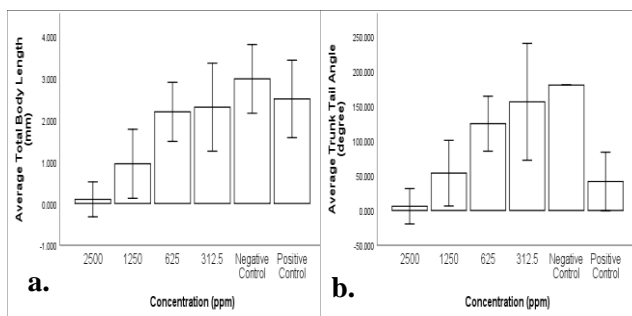 Average Total Body Length
(mm)
4.000
3.000
2.000
1.000
0.000
-1.000
2500
1250
625
312.5
Negative
Control
Positive
Control
Concentration (ppm)
a.
Average Trunk Tail Angle
(degree)
250.000
200.000
150.000
100.000
50.000
0.000
-50.000
2500
1250
625
312.5
Negative
Control
Positive
Control
Concentration (ppm)
b.